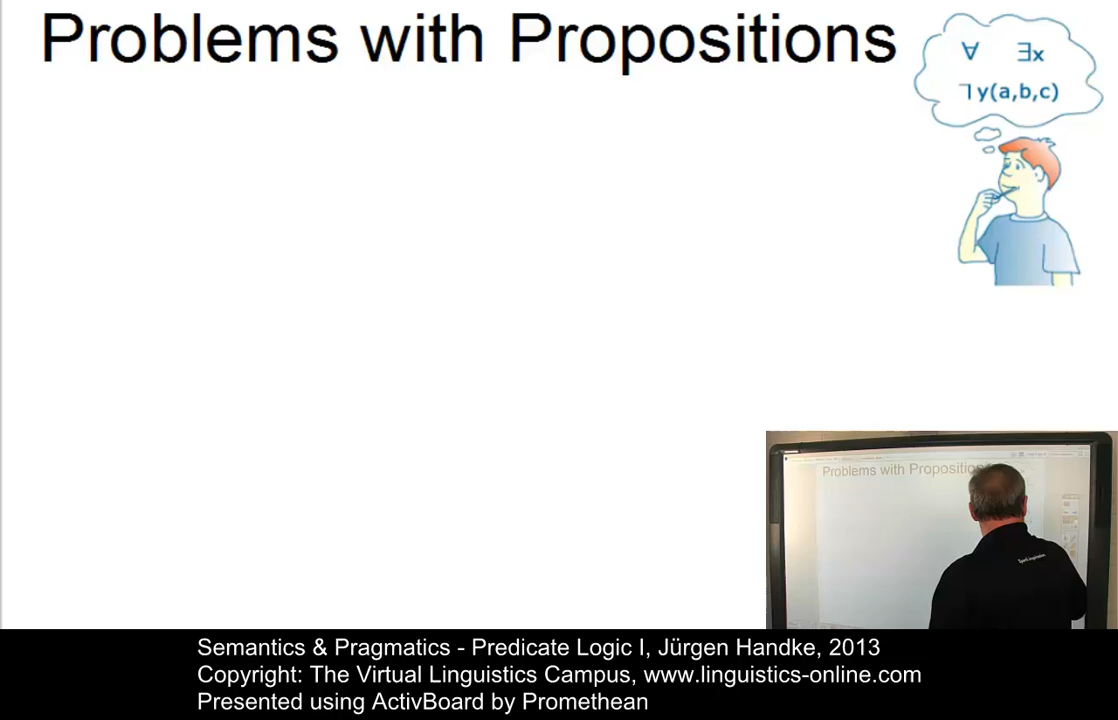 Problems with Propositions
∀ ∃x
ㄱy(a,b,c)
Problems with Propositions
Semantics & Pragmatics - Predicate Logic I, Jürgen Handke, 2013
Copyright: The Virtual Linguistics Campus, www.linguistics-online.com
Presented using ActivBoard by Promethean